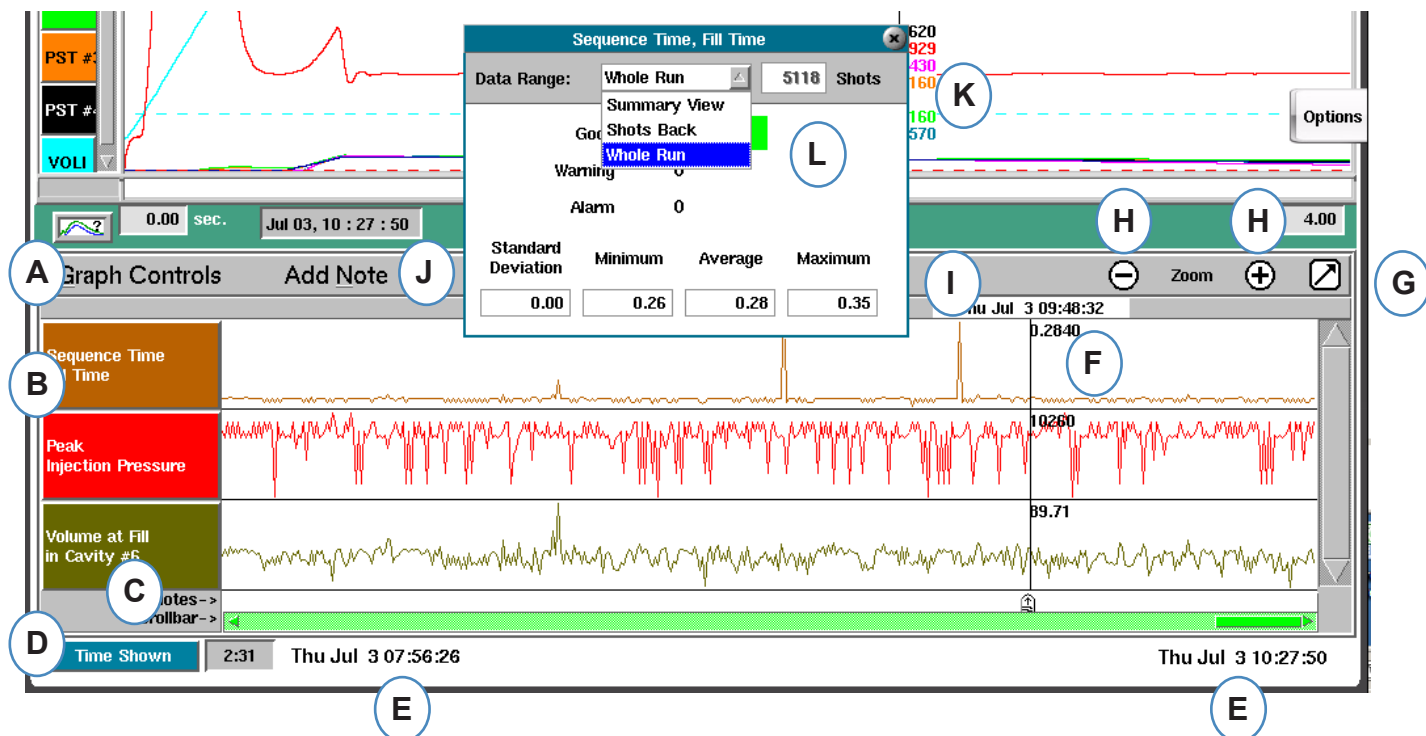 PST #3
PST #4
VOLI
Sequence Time, Fill Time
Data Range:
Whole Run
5118
Shots
Summary View
Shots Back
Whole Run
Warning
0
Alarm
0
Standard
Deviation
Minimum
Average
Maximum
0.00
0.26
0.28
0.35
620
929
430
160
160
570
K
L
Options
0.00
sec.
Jul 03, 10 : 27 : 50
H
H
4.00
A
Graph Controls
Add Note
J
I
Zoom
G
Thu Jul 3 09:48:32
Sequence Time
Fill Time
B
0.2840
F
Peak
Injection Pressure
10260
Volume at Fill
in Cavity #6
89.71
C
Notes->
Scrollbar->
D
Time Shown
2:31
Thu Jul 3 07:56:26
Thu Jul 3 10:27:50
E
E